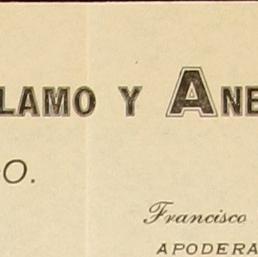 LAMO Y ANE
O.
Francisco
APODERA